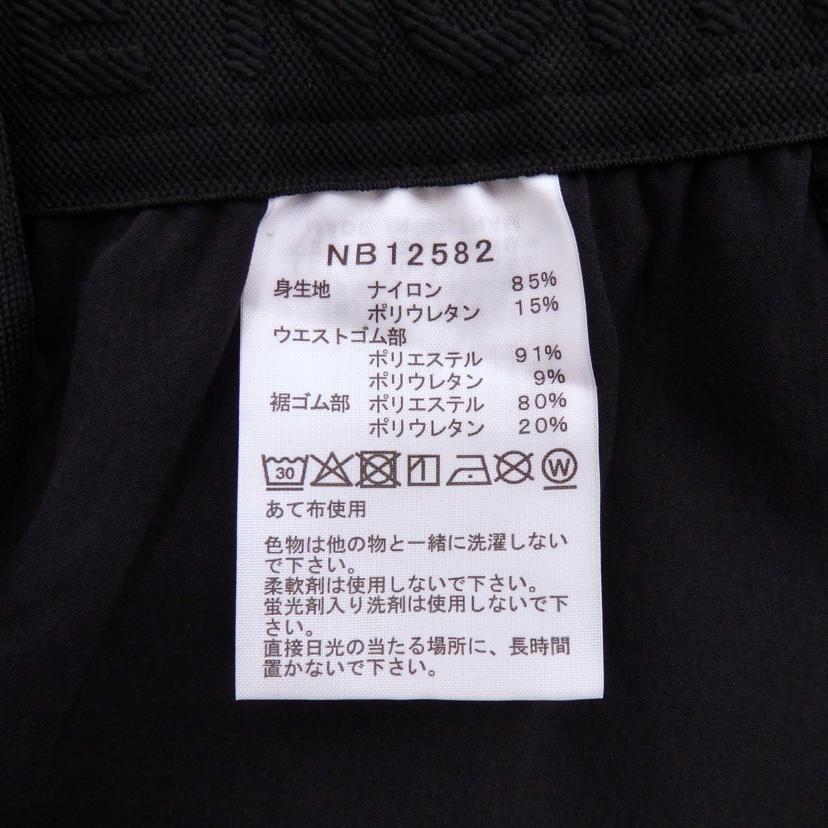 NB12582
身生地 ナイロン 85%
ポリウレタン 15%
ウエストゴム部
ポリエステル 91%
ポリウレタン 9%
裾ゴム部 ポリエステル 80%
ポリウレタン 20%
30 W
あて布使用
色物は他の物と一緒に洗濯しない
で下さい。
柔軟剤は使用しないで下さい。
蛍光剤入り洗剤は使用しないで下
さい。
直接日光の当たる場所に、長時間
置かないで下さい。